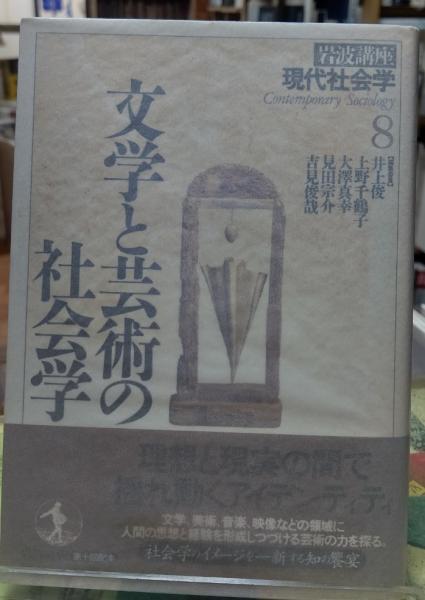 岩波講座
現代社会学
Contemporary Sociology
8
井上俊
上野千鶴子
大澤真幸
見田宗介
吉見俊哉
文学と芸術の
社会学
理想と現実の間で
揺れ動くアイデンティティ
文学、美術、音楽、映像などの領域に
人間の思想と経験を形成しつづける芸術の力を探る。
社会学のイメージを一新する知の饗宴